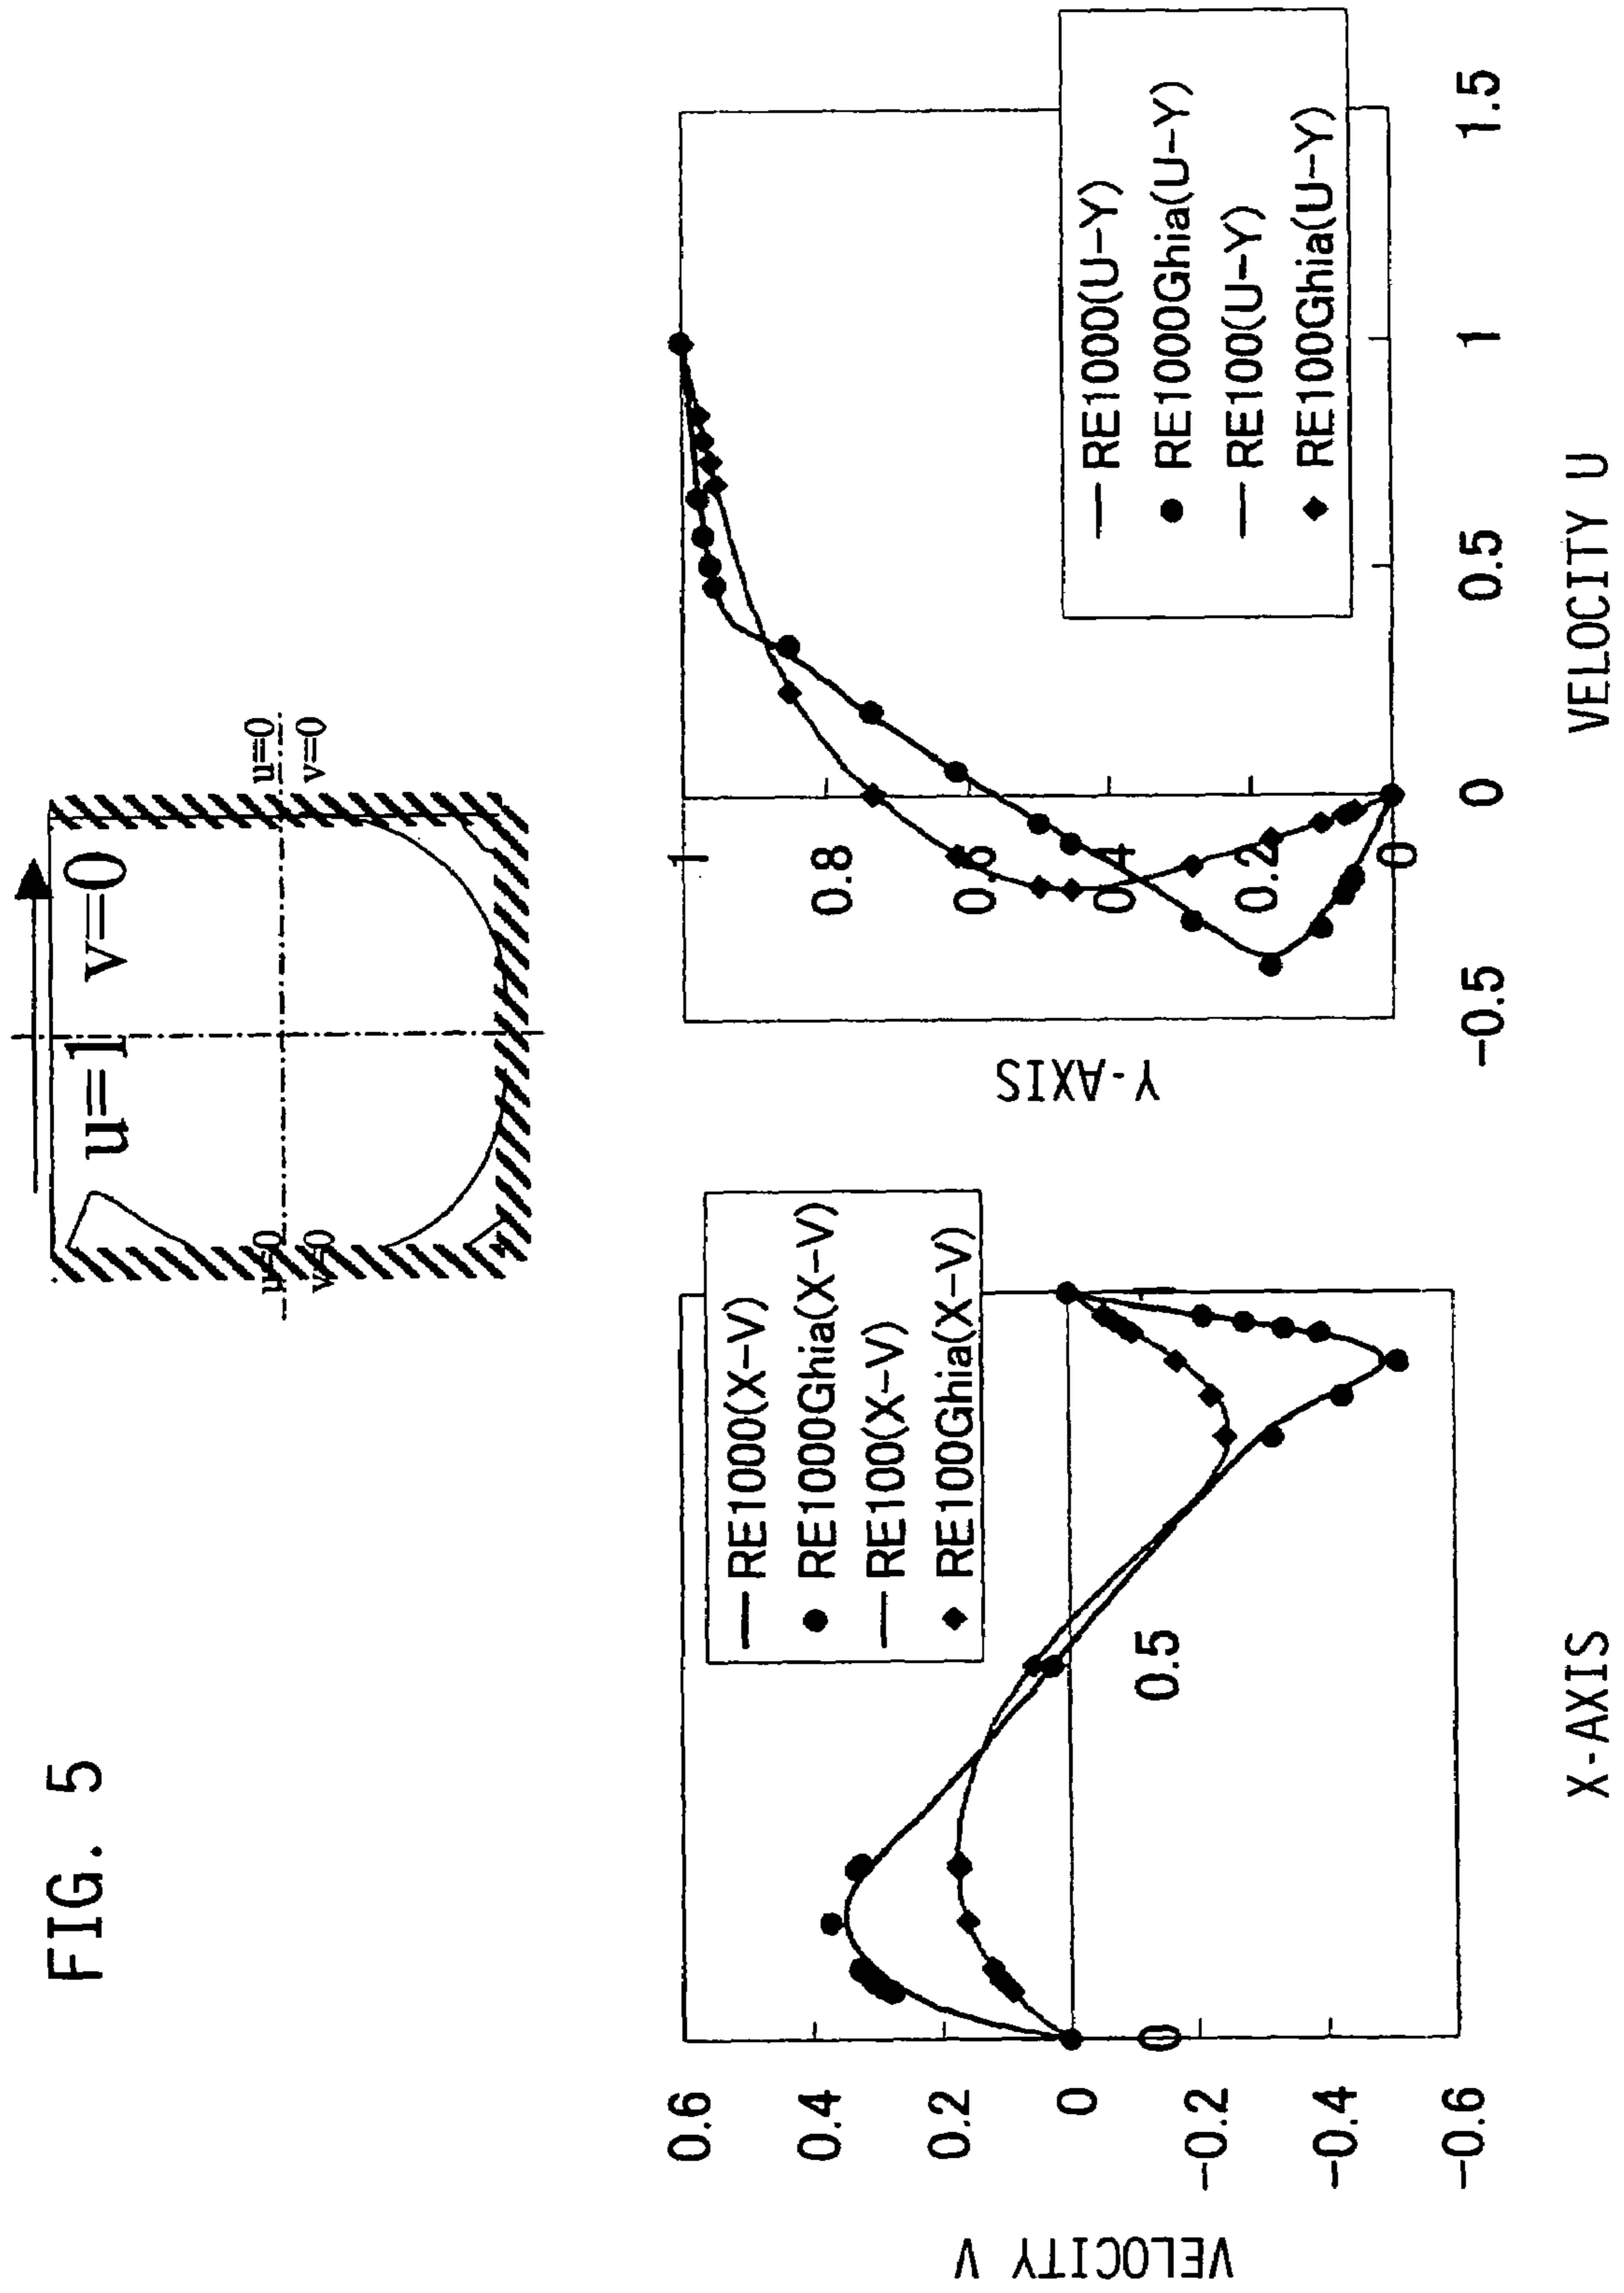 FIG. 5
u=1 v=0
u=0
v=0
u=0
v=0
VELOCITY V
0.6
0.4
0.2
0
-0.2
-0.4
-0.6
0
0.5
X-AXIS
RE1000(X-V)
RE1000Ghia(X-V)
RE100(X-V)
RE100Ghia(X-V)
Y-AXIS
1
0.8
0.6
0.4
0.2
0
-0.5
0
0.5
1
1.5
VELOCITY U
RE1000(U-Y)
RE1000Ghia(U-Y)
RE100(U-Y)
RE100Ghia(U-Y)